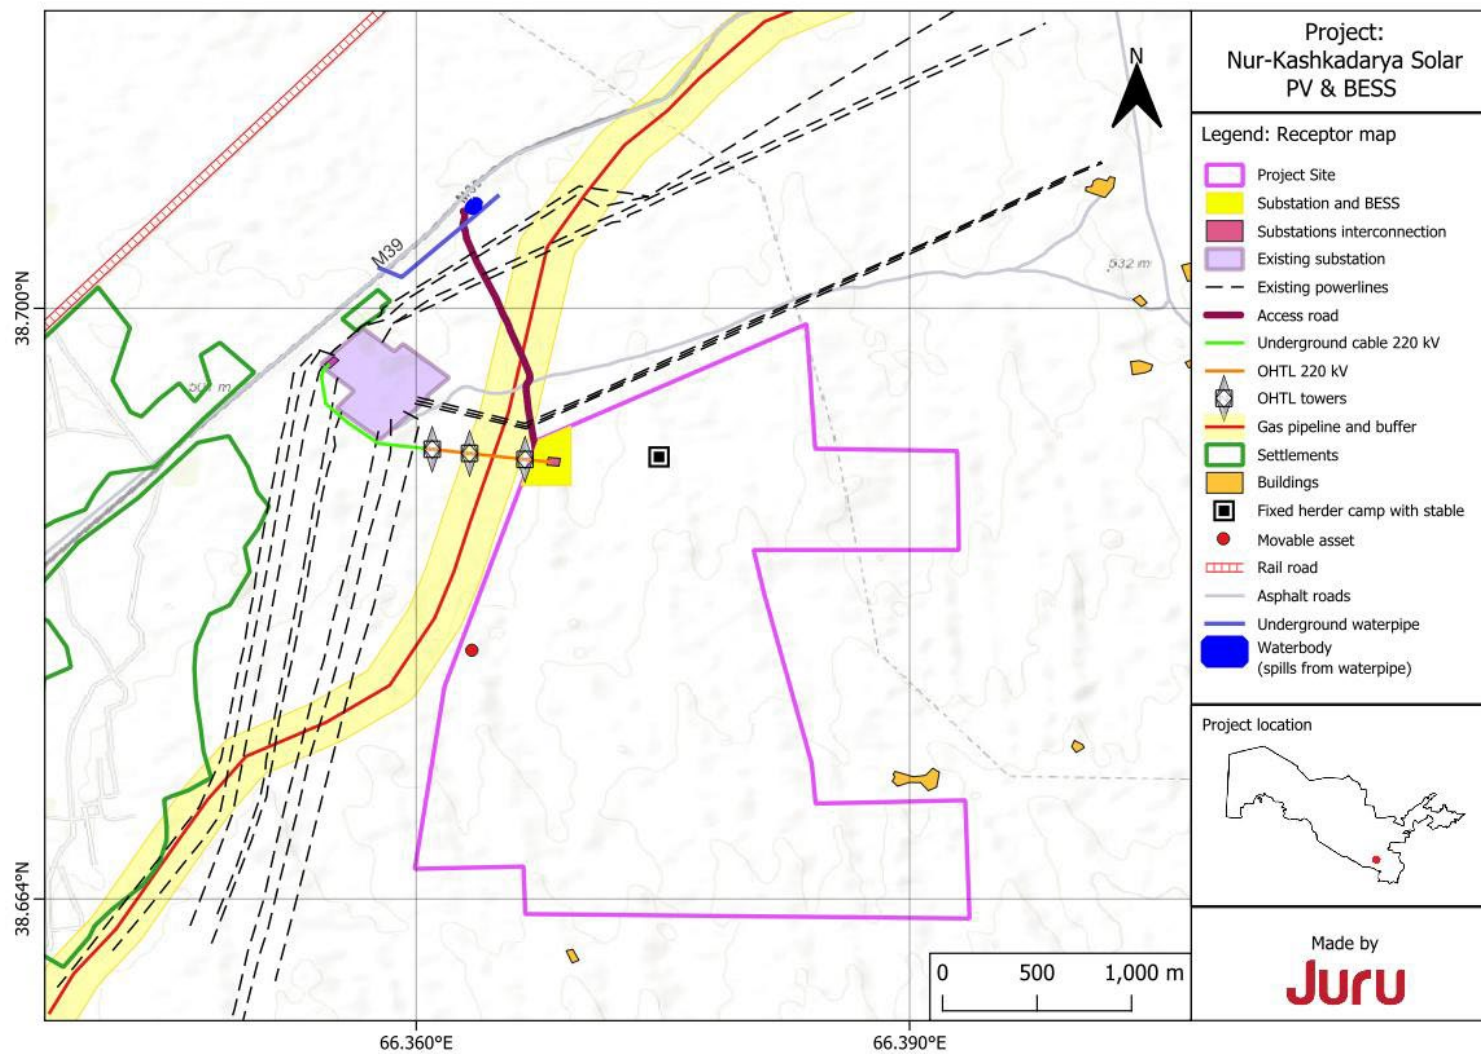 Project:
Nur-Kashkadarya Solar
PV & BESS
N
Legend: Receptor map
Project Site
Substation and BESS
Substations interconnection
Existing substation
Existing powerlines
Access road
Underground cable 220 kV
OHTL 220 kV
OHTL towers
Gas pipeline and buffer
Settlements
Buildings
Fixed herder camp with stable
Movable asset
Rail road
Asphalt roads
Underground waterpipe
Waterbody
(spills from waterpipe)
Project location
Made by
Juru
M39
532 m
38.700°N
38.664°N
66.360°E
66.390°E
0 500 1,000 m